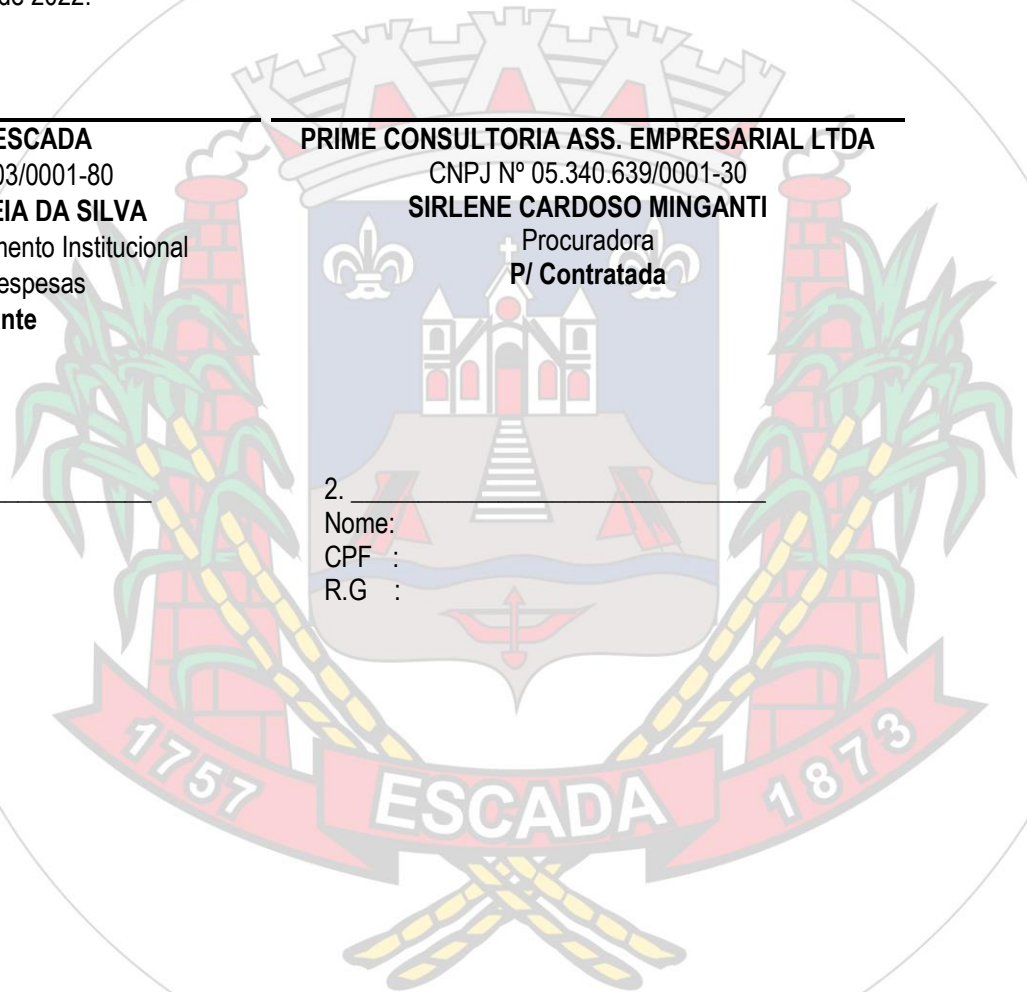 de 2022.
ESCADA
03/0001-80
EIA DA SILVA
mento Institucional
espesas
nte
PRIME CONSULTORIA ASS. EMPRESARIAL LTDA
CNPJ Nº 05.340.639/0001-30
SIRLENE CARDOSO MINGANTI
Procuradora
P/ Contratada
2. ______________________________
Nome:
CPF :
R.G :
1757
ESCADA
1873